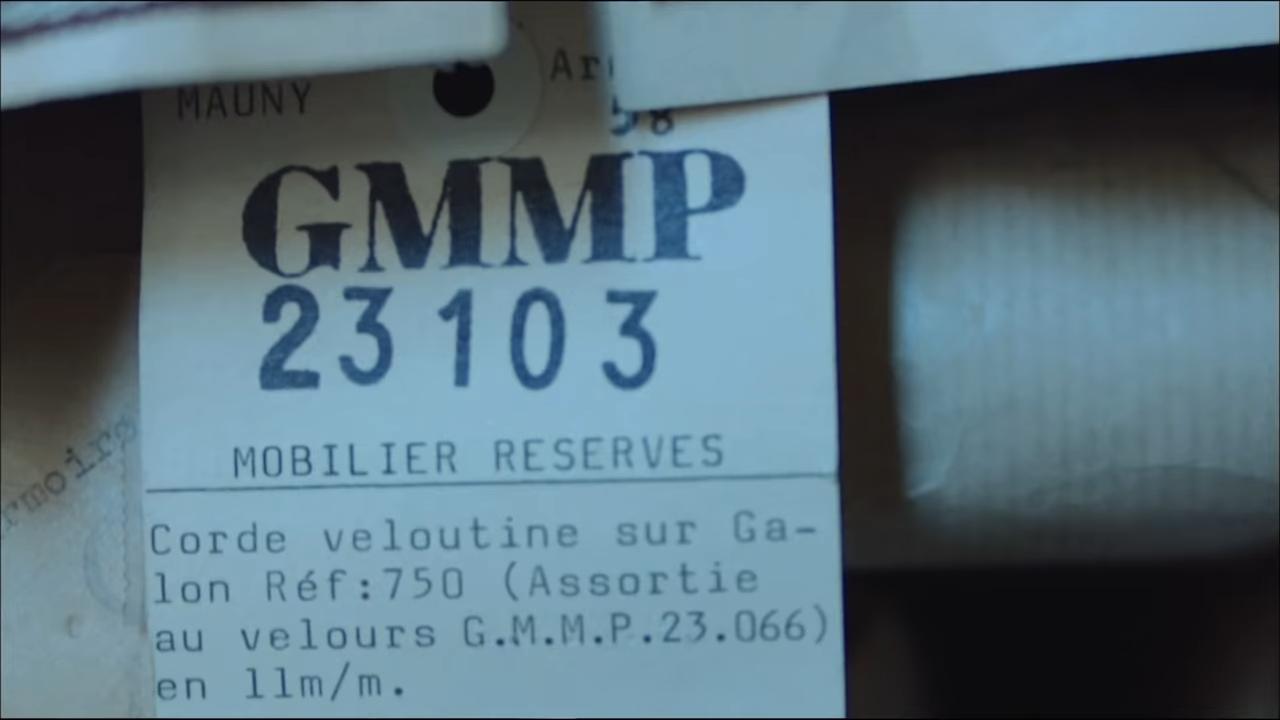 MAUNY
58
GMMP
23103
MOBILIER RESERVES
Corde veloutine sur Ga-
lon Réf:750 (Assortie
au velours G.M.M.P.23.066)
en 11m/m.